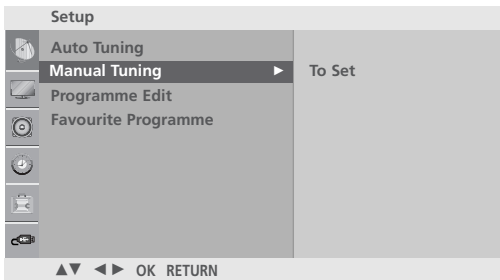 Setup
Auto Tuning
Manual Tuning ► To Set
Programme Edit
Favourite Programme
▲▼ ◄► OK RETURN